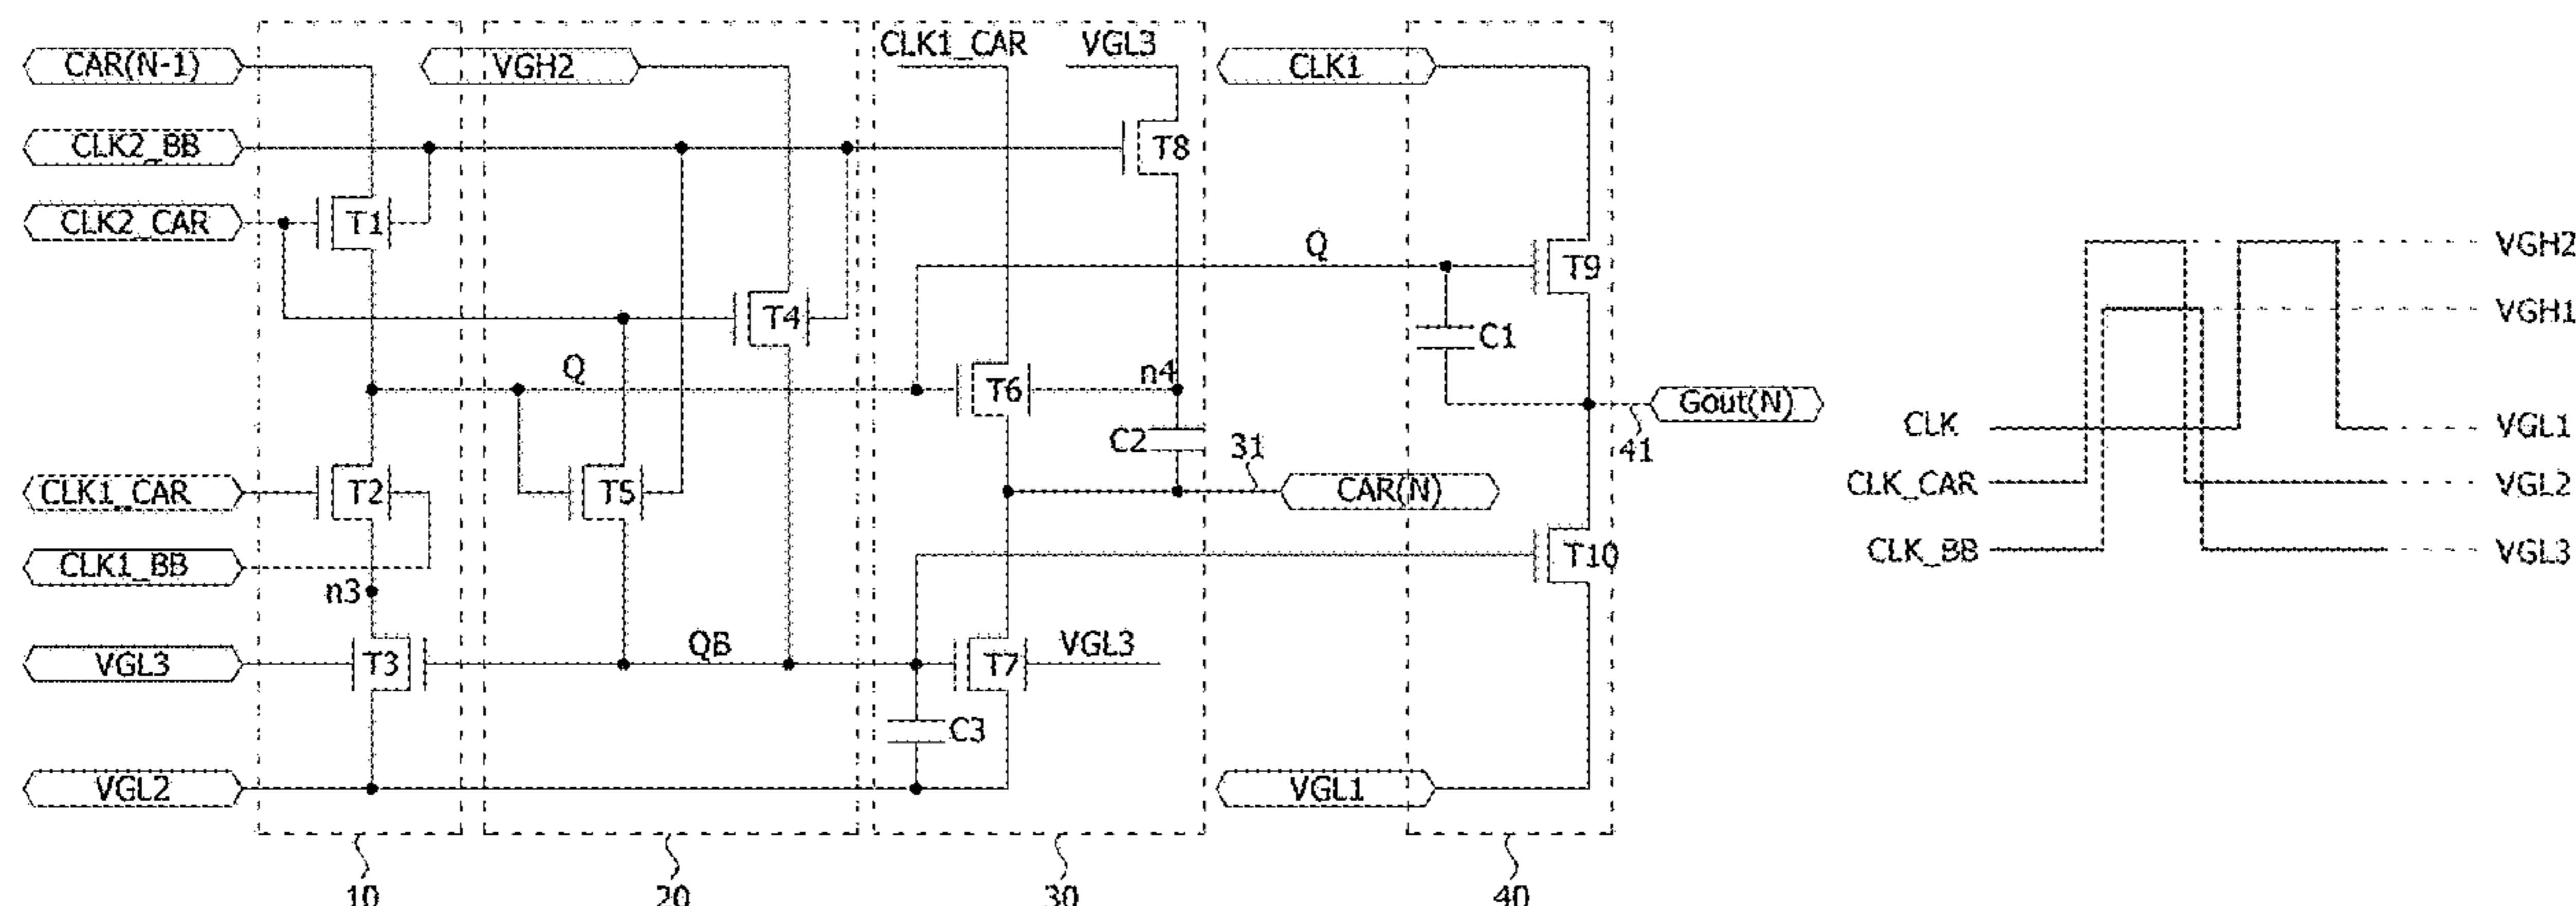 CLK1_CAR
VGL3
CAR(N-1)
VGH2
CLK1
CLK2_BB
T8
CLK2_CAR
T1
Q
VGH2
T9
VGH1
T4
C1
Q
n4
T6
Gout(N)
CLK
VGL1
C2
31
41
CLK1_CAR
T2
T5
CAR(N)
CLK_CAR
VGL2
CLK1_BB
T10
CLK_BB
VGL3
n3
QB
VGL3
VGL3
T3
T7
C3
VGL2
VGL1
10
20
30
40